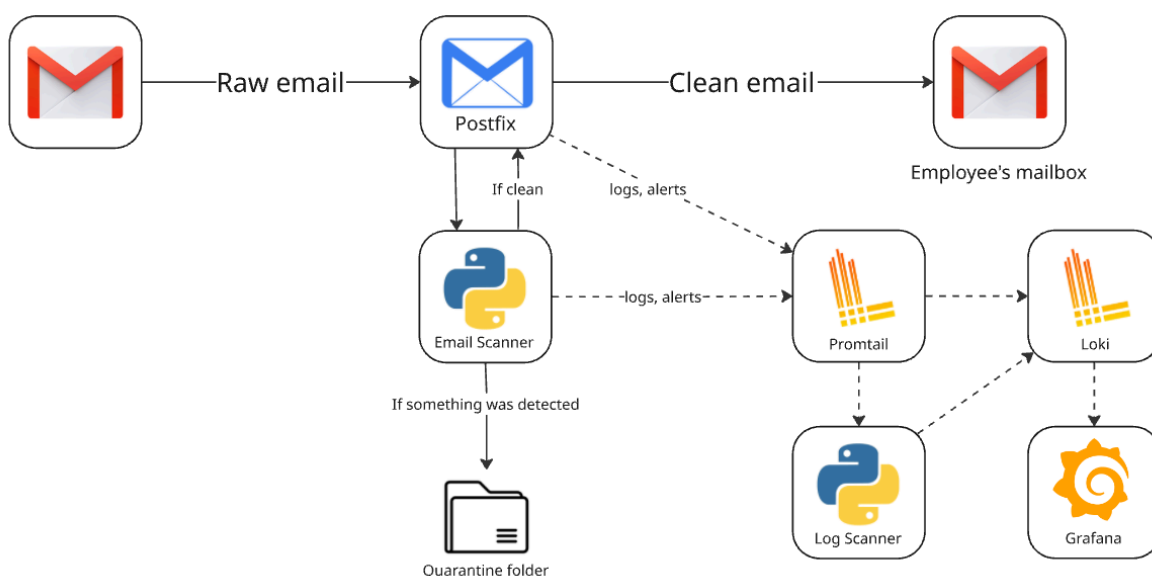 Raw email
Clean email
Postfix
Employee's mailbox
If clean
logs, alerts
logs, alerts
Email Scanner
Promtail
Loki
If something was detected
Log Scanner
Grafana
Quarantine folder